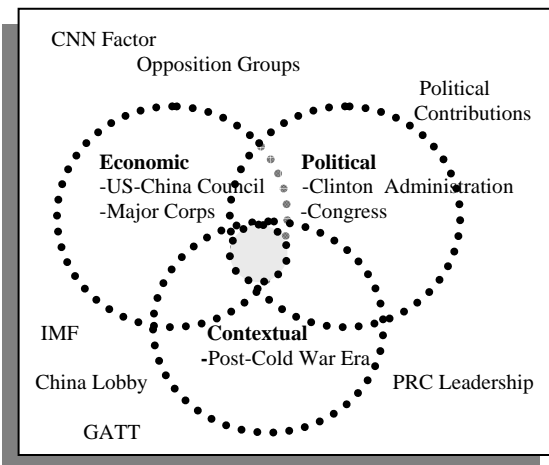 CNN Factor
Opposition Groups
Political
Contributions
Economic
-US-China Council
-Major Corps
Political
-Clinton Administration
-Congress
IMF
Contextual
-Post-Cold War Era
China Lobby
PRC Leadership
GATT